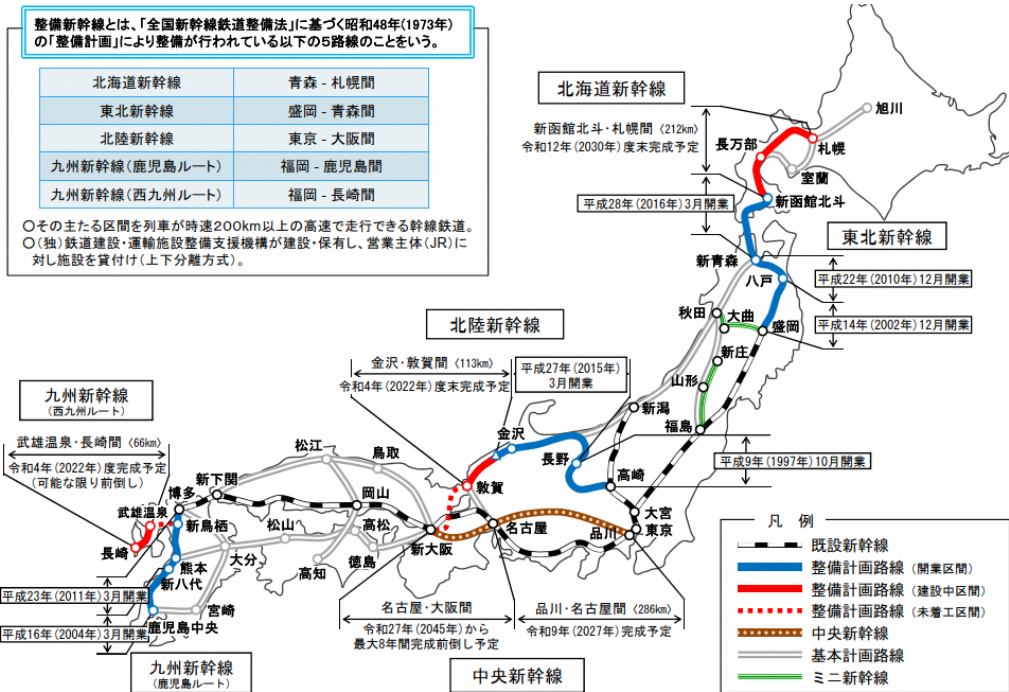 整備新幹線とは、「全国新幹線鉄道整備法」に基づく昭和48年(1973年)
の「整備計画」により整備が行われている以下の5路線のことをいう。
北海道新幹線 青森 - 札幌間
東北新幹線 盛岡 - 青森間
北陸新幹線 東京 - 大阪間
九州新幹線(鹿児島ルート) 福岡 - 鹿児島間
九州新幹線(西九州ルート) 福岡 - 長崎間
○その主たる区間を列車が時速200km以上の高速で走行できる幹線鉄道。
○(独)鉄道建設・運輸施設整備支援機構が建設・保有し、営業主体(JR)に
対し施設を貸付け(上下分離方式)。
北海道新幹線
新函館北斗・札幌間〈212km〉
令和12年(2030年)度末完成予定
旭川
長万部
札幌
室蘭
平成28年(2016年)3月開業
新函館北斗
東北新幹線
新青森
八戸
平成22年(2010年)12月開業
秋田
大曲
盛岡
平成14年(2002年)12月開業
新庄
山形
新潟
福島
北陸新幹線
金沢・敦賀間〈113km〉
令和4年(2022年)度末完成予定
平成27年(2015年)
3月開業
金沢
長野
高崎
平成9年(1997年)10月開業
敦賀
大宮
東京
品川
名古屋
九州新幹線
(西九州ルート)
武雄温泉・長崎間〈66km〉
令和4年(2022年)度完成予定
(可能な限り前倒し)
松江
鳥取
新下関
博多
岡山
武雄温泉
新鳥栖
松山
高松
新大阪
長崎
大分
徳島
熊本
高知
新八代
平成23年(2011年)3月開業
宮崎
鹿児島中央
平成16年(2004年)3月開業
九州新幹線
(鹿児島ルート)
名古屋・大阪間
令和27年(2045年)から
最大8年間完成前倒し予定
品川・名古屋間〈286km〉
令和9年(2027年)完成予定
中央新幹線
凡 例
既設新幹線
整備計画路線(開業区間)
整備計画路線(建設中区間)
整備計画路線(未着工区間)
中央新幹線
基本計画路線
ミニ新幹線